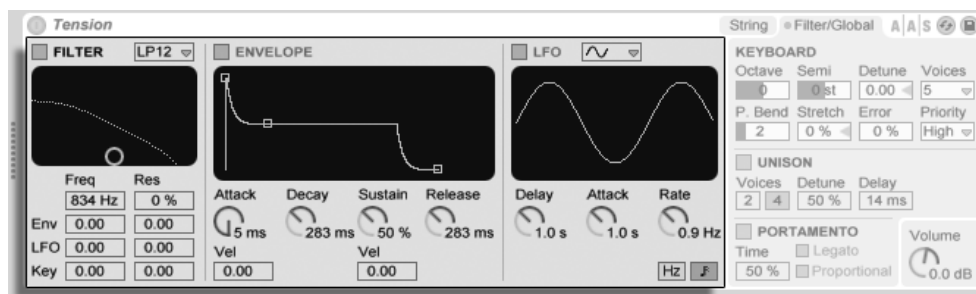 Tension
String Filter/Global A A S
FILTER LP12
Freq Res
834 Hz 0 %
Env 0.00 0.00
LFO 0.00 0.00
Key 0.00 0.00
ENVELOPE
Attack Decay Sustain Release
5 ms 283 ms 50 % 283 ms
Vel Vel
0.00 0.00
LFO
Delay Attack Rate
1.0 s 1.0 s 0.9 Hz
Hz
KEYBOARD
Octave Semi Detune Voices
0 0 st 0.00 5
P. Bend Stretch Error Priority
2 0 % 0 % High
UNISON
Voices Detune Delay
2 4 50 % 14 ms
PORTAMENTO
Time Legato
50 % Proportional
Volume
0.0 dB